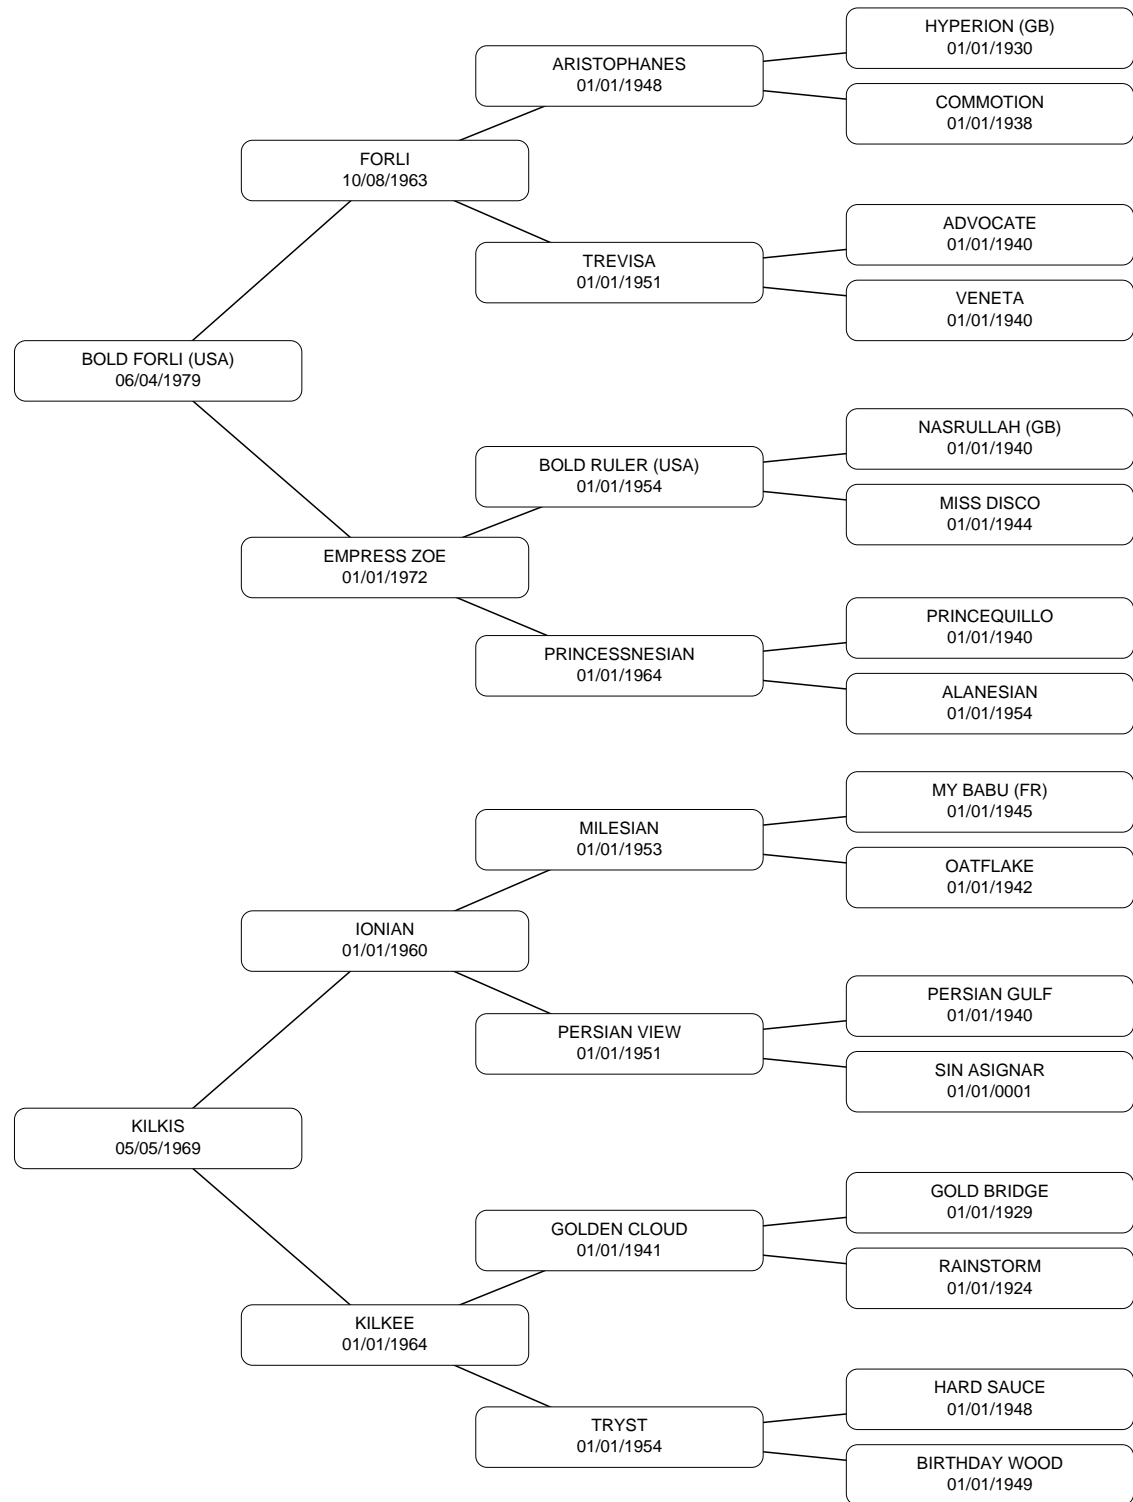 HYPERION (GB)
01/01/1930
ARISTOPHANES
01/01/1948
COMMOTION
01/01/1938
FORLI
10/08/1963
ADVOCATE
01/01/1940
TREVISA
01/01/1951
VENETA
01/01/1940
BOLD FORLI (USA)
06/04/1979
NASRULLAH (GB)
01/01/1940
BOLD RULER (USA)
01/01/1954
MISS DISCO
01/01/1944
EMPRESS ZOE
01/01/1972
PRINCEQUILLO
01/01/1940
PRINCESSNESIAN
01/01/1964
ALANESIAN
01/01/1954
MY BABU (FR)
01/01/1945
MILESIAN
01/01/1953
OATFLAKE
01/01/1942
IONIAN
01/01/1960
PERSIAN GULF
01/01/1940
PERSIAN VIEW
01/01/1951
SIN ASIGNAR
01/01/0001
KILKIS
05/05/1969
GOLD BRIDGE
01/01/1929
GOLDEN CLOUD
01/01/1941
RAINSTORM
01/01/1924
KILKEE
01/01/1964
HARD SAUCE
01/01/1948
TRYST
01/01/1954
BIRTHDAY WOOD
01/01/1949